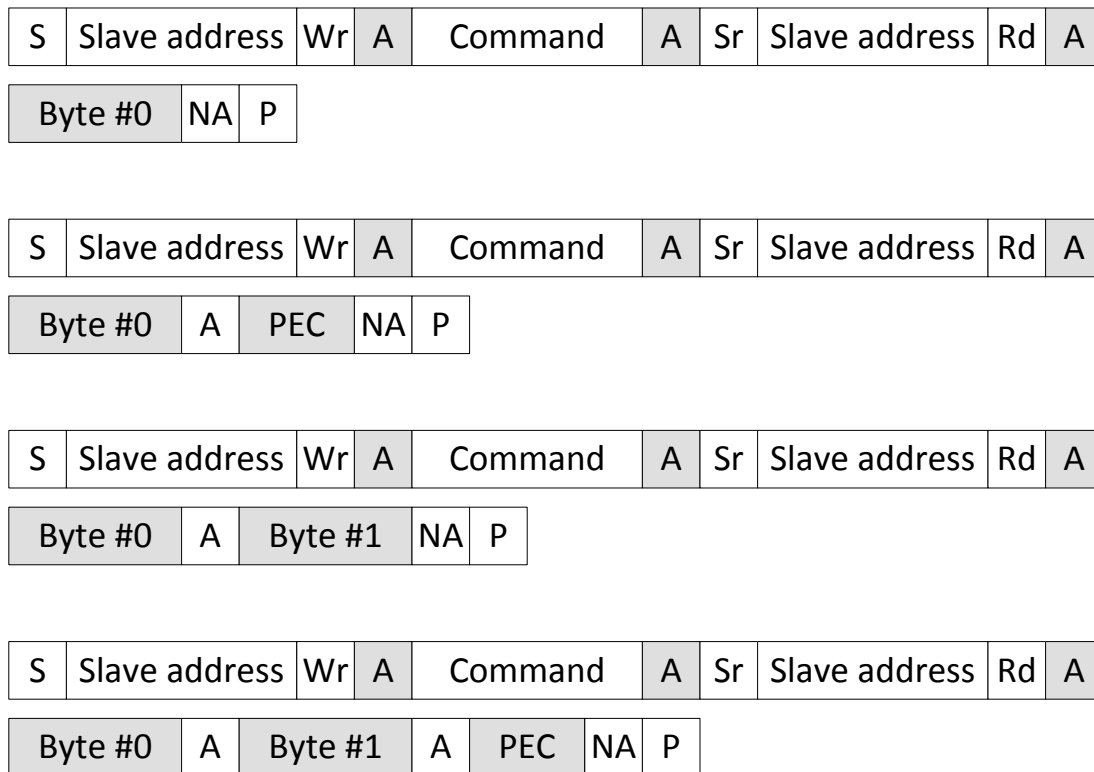 S Slave address Wr A Command A Sr Slave address Rd A
Byte #0 NA P
S Slave address Wr A Command A Sr Slave address Rd A
Byte #0 A PEC NA P
S Slave address Wr A Command A Sr Slave address Rd A
Byte #0 A Byte #1 NA P
S Slave address Wr A Command A Sr Slave address Rd A
Byte #0 A Byte #1 A PEC NA P